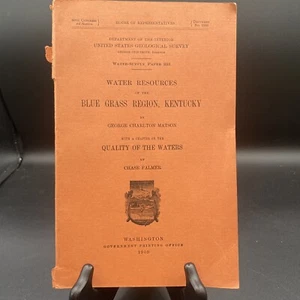 HOUSE OF REPRESENTATIVES
DEPARTMENT OF THE INTERIOR
UNITED STATES GEOLOGICAL SURVEY
WATER-SUPPLY PAPER 233
WATER RESOURCES
OF THE
BLUE GRASS REGION, KENTUCKY
BY
GEORGE CHARLTON MATSON
WITH A CHAPTER ON THE
QUALITY OF THE WATERS
BY
CHASE PALMER
WASHINGTON
GOVERNMENT PRINTING OFFICE